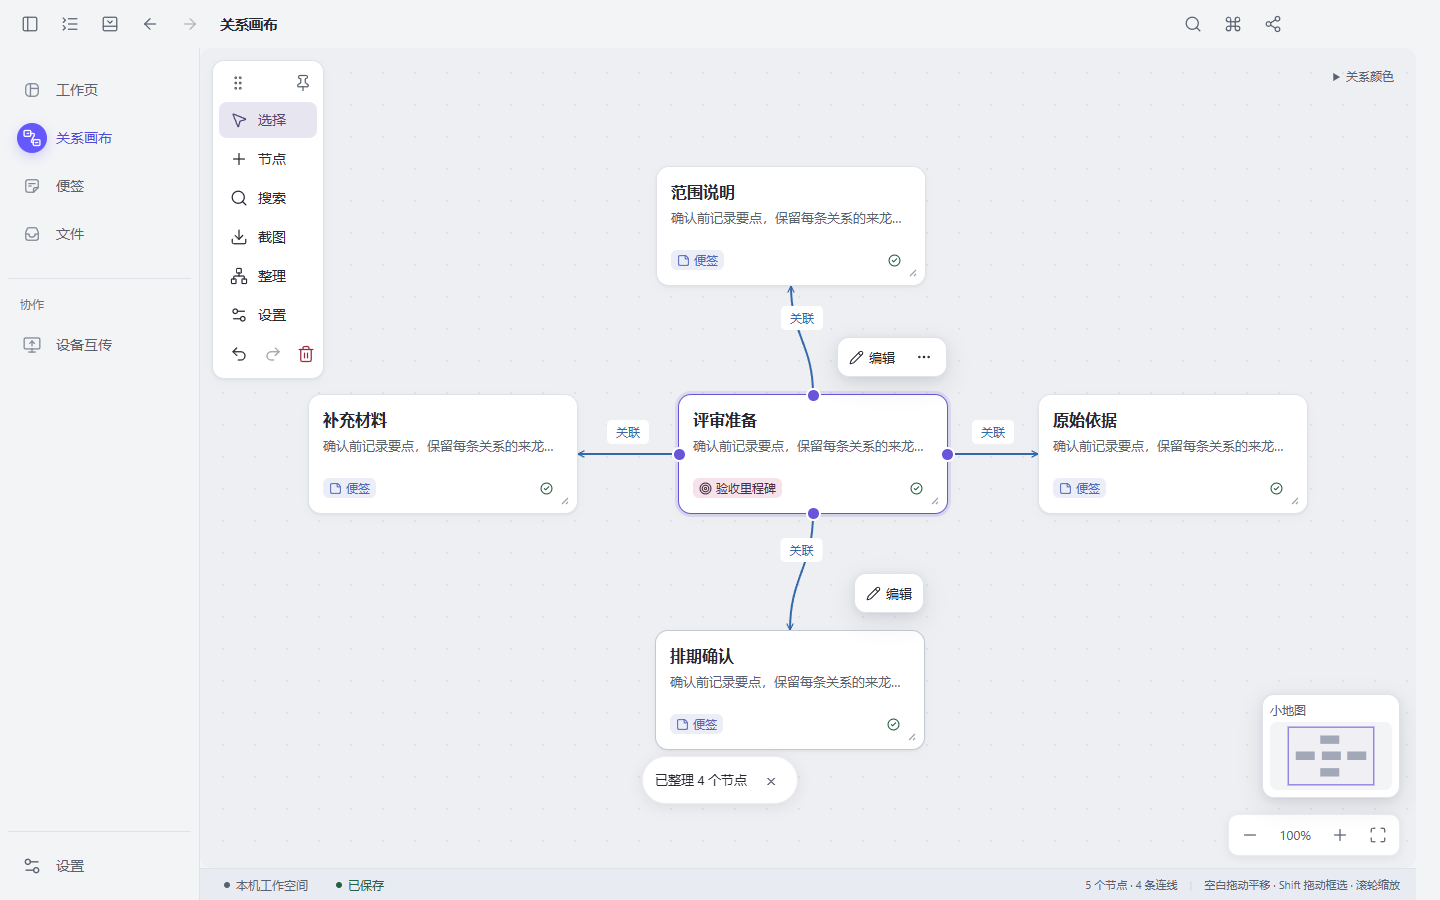 关系画布
工作页
关系画布
便签
文件
协作
设备互传
设置
选择
节点
搜索
截图
整理
设置
关系颜色
范围说明
确认前记录要点，保留每条关系的来龙...
便签
关联
编辑
补充材料
确认前记录要点，保留每条关系的来龙...
便签
关联
评审准备
确认前记录要点，保留每条关系的来龙...
验收里程碑
关联
原始依据
确认前记录要点，保留每条关系的来龙...
便签
关联
编辑
排期确认
确认前记录要点，保留每条关系的来龙...
便签
已整理 4 个节点
小地图
100%
本机工作空间
已保存
5 个节点 · 4 条连线
空白拖动平移 · Shift 拖动框选 · 滚轮缩放